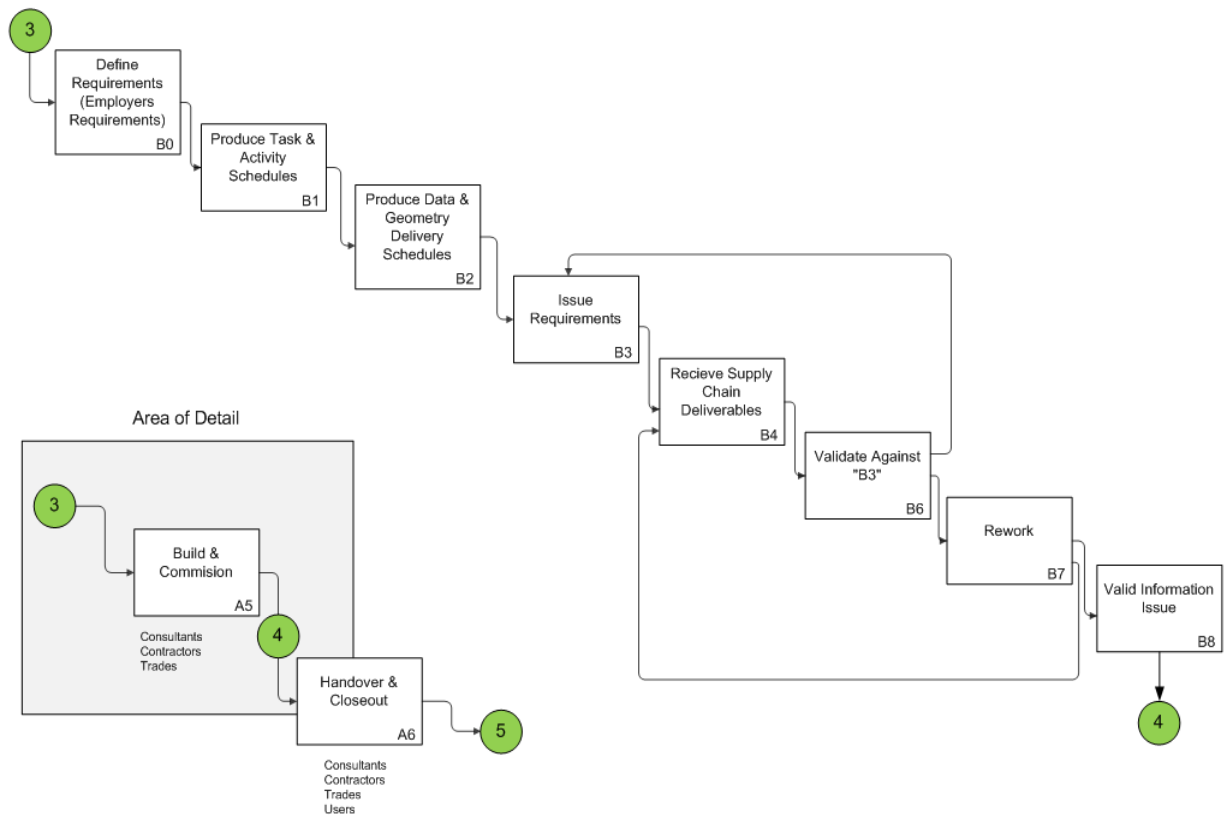 3
Define
Requirements
(Employers
Requirements)
B0
Produce Task &
Activity
Schedules
B1
Produce Data &
Geometry
Delivery
Schedules
B2
Issue
Requirements
B3
Recieve Supply
Chain
Deliverables
B4
Validate Against
"B3"
B6
Rework
B7
Valid Information
Issue
B8
4
Area of Detail
3
Build &
Commision
A5
Consultants
Contractors
Trades
4
Handover &
Closeout
A6
Consultants
Contractors
Trades
Users
5